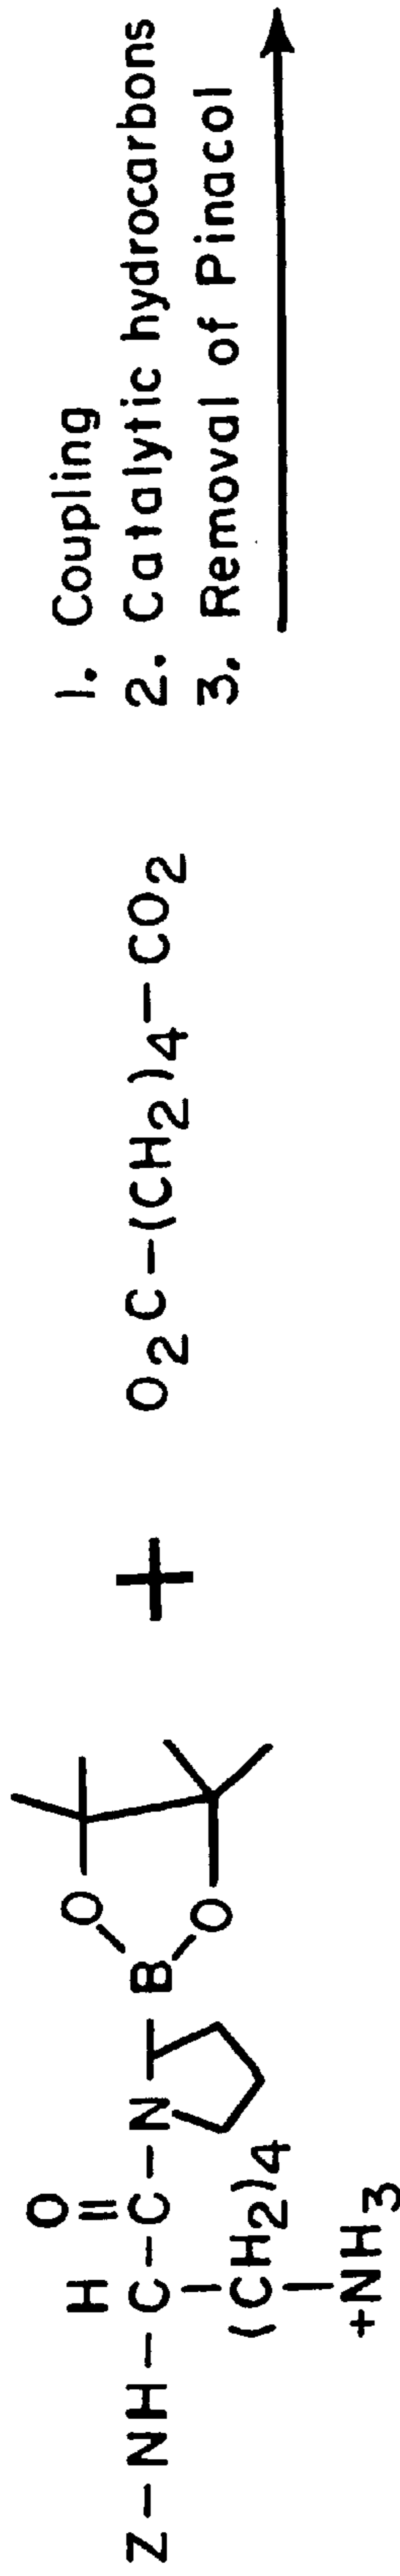 1. Coupling
2. Catalytic hydrocarbons
3. Removal of Pinacol
Z-NH-C-C-N
H
O
(CH2)4
+NH3
B
O
O
+
O2C-(CH2)4-CO2